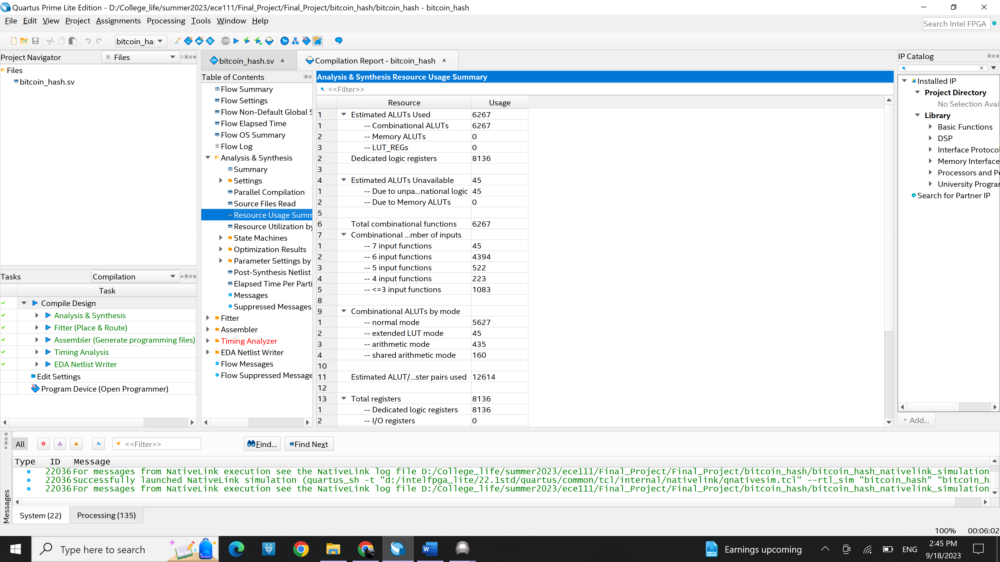 Quartus Prime Lite Edition - D:/College_life/summer2023/ece111/Final_Project/Final_Project/bitcoin_hash/bitcoin_hash - bitcoin_hash
File Edit View Project Assignments Processing Tools Window Help
Search Intel FPGA
bitcoin_ha
STOP
Project Navigator
Files
Files
bitcoin_hash.sv
Tasks
Compilation
Task
Compile Design
Analysis & Synthesis
Fitter (Place & Route)
Assembler (Generate programming files)
Timing Analysis
EDA Netlist Writer
Edit Settings
Program Device (Open Programmer)
abc bitcoin_hash.sv
Compilation Report - bitcoin_hash
Table of Contents
Flow Summary
Flow Settings
Flow Non-Default Global S
Flow Elapsed Time
Flow OS Summary
Flow Log
Analysis & Synthesis
Summary
Settings
Parallel Compilation
Source Files Read
Resource Usage Summ
Resource Utilization by
State Machines
Optimization Results
Parameter Settings by
Post-Synthesis Netlist
Elapsed Time Per Parti
Messages
Suppressed Messages
Fitter
Assembler
Timing Analyzer
EDA Netlist Writer
Flow Messages
Flow Suppressed Message
Analysis & Synthesis Resource Usage Summary
<<Filter>>
Resource Usage
1 Estimated ALUTs Used 6267
1 -- Combinational ALUTs 6267
2 -- Memory ALUTs 0
3 -- LUT_REGs 0
2 Dedicated logic registers 8136
3
4 Estimated ALUTs Unavailable 45
1 -- Due to unpa...national logic 45
2 -- Due to Memory ALUTs 0
5
6 Total combinational functions 6267
7 Combinational ...mber of inputs
1 -- 7 input functions 45
2 -- 6 input functions 4394
3 -- 5 input functions 522
4 -- 4 input functions 223
5 -- <=3 input functions 1083
8
9 Combinational ALUTs by mode
1 -- normal mode 5627
2 -- extended LUT mode 45
3 -- arithmetic mode 435
4 -- shared arithmetic mode 160
10
11 Estimated ALUT/...ster pairs used 12614
12
13 Total registers 8136
1 -- Dedicated logic registers 8136
2 -- I/O registers 0
IP Catalog
Installed IP
Project Directory
No Selection Avai
Library
Basic Functions
DSP
Interface Protoco
Memory Interface
Processors and Pe
University Progra
Search for Partner IP
+ Add...
Messages
All
<<Filter>>
Find...
Find Next
Type ID Message
22036 For messages from NativeLink execution see the NativeLink log file D:/College_life/summer2023/ece111/Final_Project/Final_Project/bitcoin_hash/bitcoin_hash_nativelink_simulation
22036 Successfully launched NativeLink simulation (quartus_sh -t "d:/intelfpga_lite/22.1std/quartus/common/tcl/internal/nativelink/qnativesim.tcl" --rtl_sim "bitcoin_hash" "bitcoin_h
22036 For messages from NativeLink execution see the NativeLink log file D:/College_life/summer2023/ece111/Final_Project/Final_Project/bitcoin_hash/bitcoin_hash_nativelink_simulation
System (22)
Processing (135)
100% 00:06:02
Type here to search
W
Earnings upcoming
ENG
2:45 PM
9/18/2023